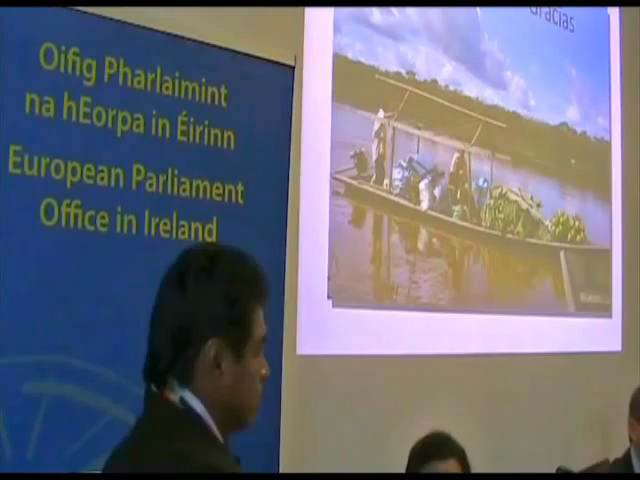 Oifig Pharlaimint
na hEorpa in Éirinn
European Parliament
Office in Ireland
Gracias